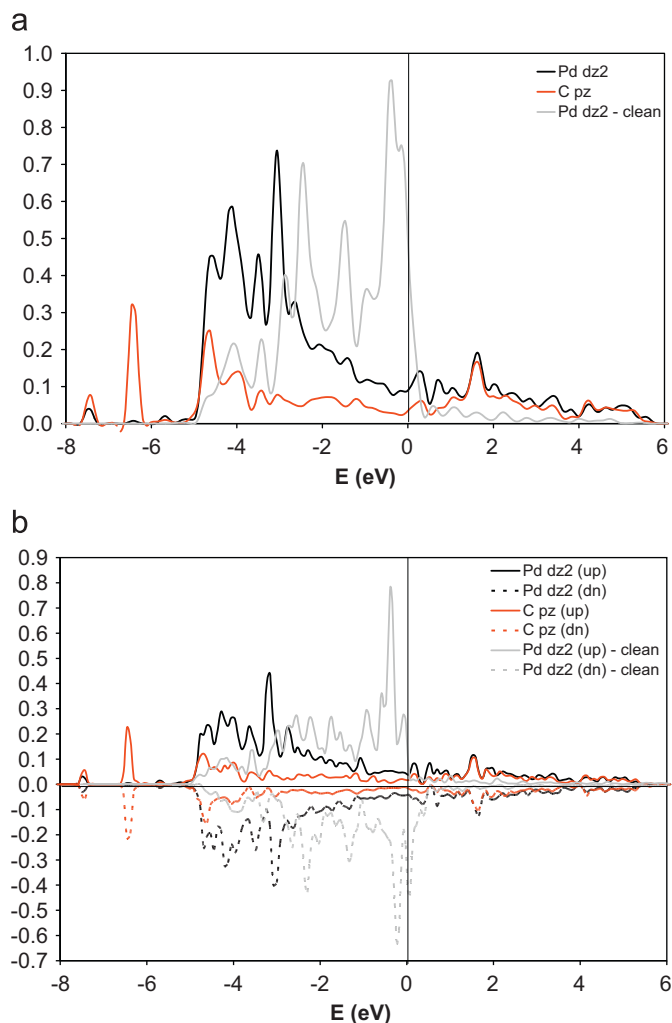 a
1.0
0.9
0.8
0.7
0.6
0.5
0.4
0.3
0.2
0.1
0.0
Pd dz2
C pz
Pd dz2 - clean
-8 -6 -4 -2 0 2 4 6
E (eV)
b
0.9
0.8
0.7
0.6
0.5
0.4
0.3
0.2
0.1
0.0
-0.1
-0.2
-0.3
-0.4
-0.5
-0.6
-0.7
Pd dz2 (up)
Pd dz2 (dn)
C pz (up)
C pz (dn)
Pd dz2 (up) - clean
Pd dz2 (dn) - clean
-8 -6 -4 -2 0 2 4 6
E (eV)